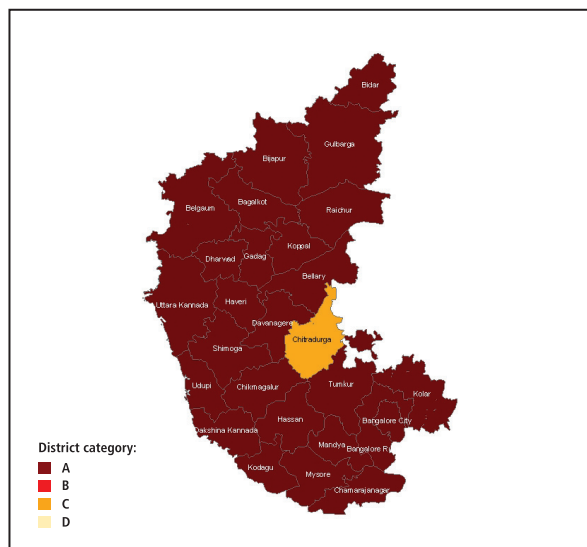 Bidar
Gulbarga
Bijapur
Bagalkot
Belgaum
Raichur
Koppal
Gadag
Dharwad
Bellary
Uttara Kannada
Haveri
Davanagere
Chitradurga
Shimoga
Udupi
Chikmagalur
Tumkur
Kolar
Hassan
Bangalore City
Dakshina Kannada
Mandya
Bangalore Ru
Kodagu
Mysore
Chamarajanagar
District category:
A
B
C
D